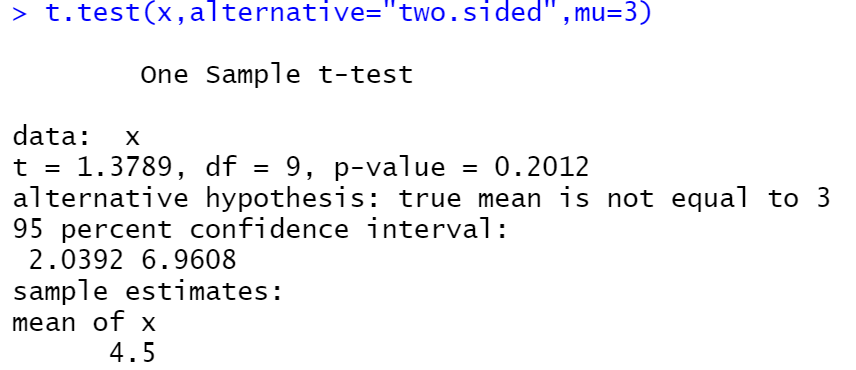 > t.test(x,alternative="two.sided",mu=3)
One Sample t-test
data:  x
t = 1.3789, df = 9, p-value = 0.2012
alternative hypothesis: true mean is not equal to 3
95 percent confidence interval:
2.0392 6.9608
sample estimates:
mean of x
4.5